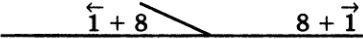 ←1 + 8 8 + →1